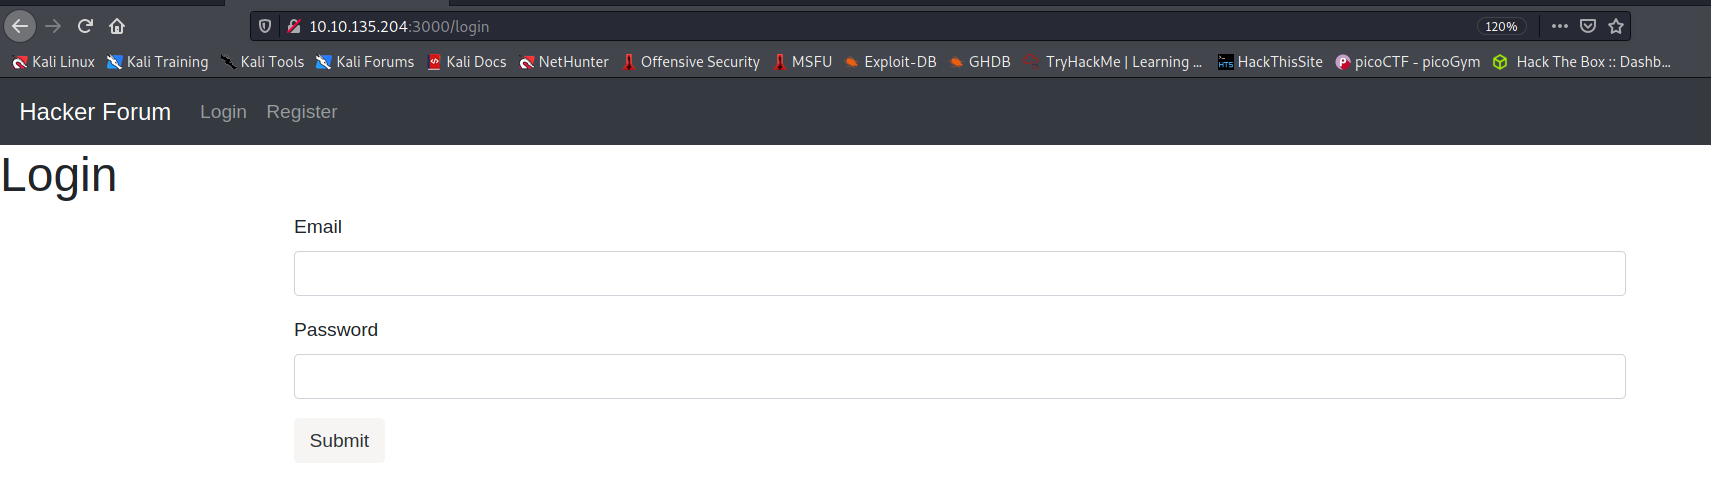 10.10.135.204:3000/login 120%
Kali Linux Kali Training Kali Tools Kali Forums Kali Docs NetHunter Offensive Security MSFU Exploit-DB GHDB TryHackMe | Learning ... HTS HackThisSite picoCTF - picoGym Hack The Box :: Dashb...
Hacker Forum Login Register
Login
Email
Password
Submit